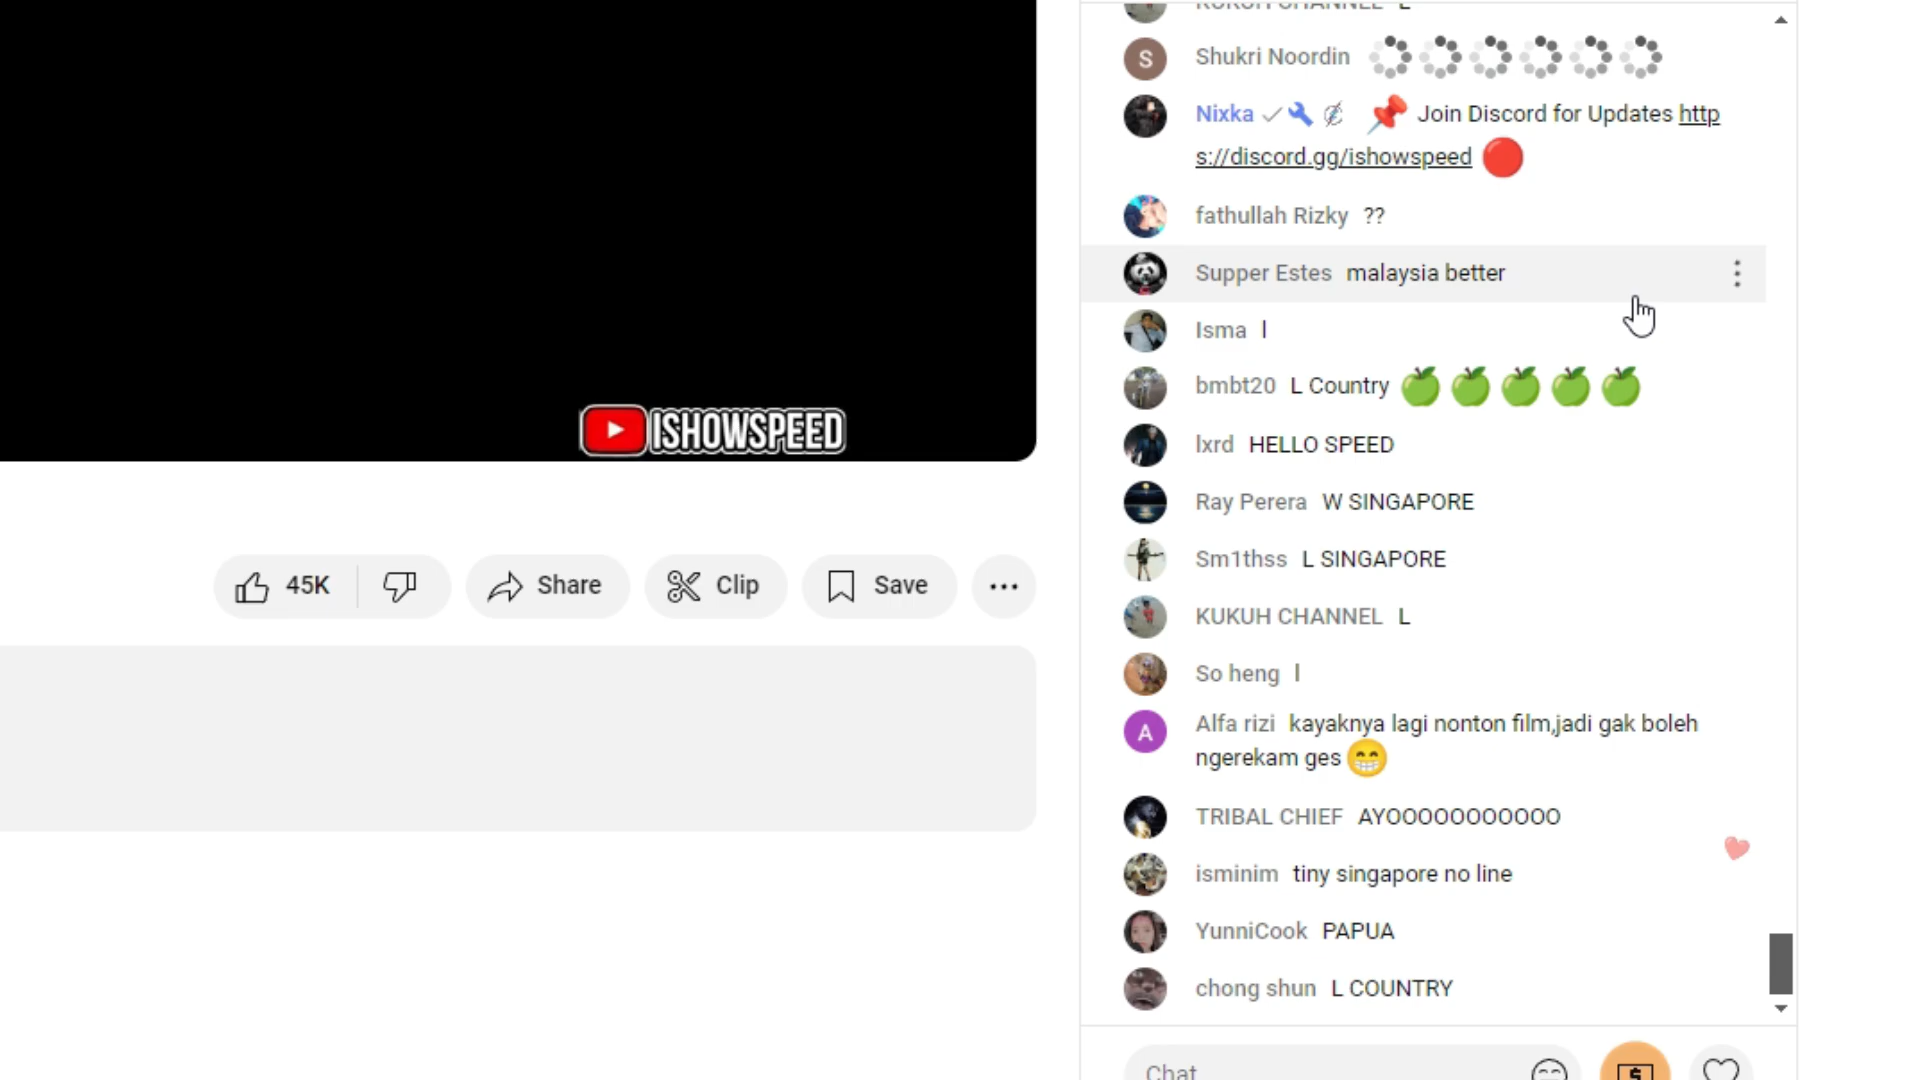 KUKUH CHANNEL L
Shukri Noordin
Nixka Join Discord for Updates http
s://discord.gg/ishowspeed
fathullah Rizky ??
Supper Estes malaysia better
Isma l
bmbt20 L Country 🍏🍏🍏🍏🍏
lxrd HELLO SPEED
Ray Perera W SINGAPORE
Sm1thss L SINGAPORE
KUKUH CHANNEL L
So heng l
Alfa rizi kayaknya lagi nonton film,jadi gak boleh
ngerekam ges 😁
TRIBAL CHIEF AYOOOOOOOOOOO
isminim tiny singapore no line
YunniCook PAPUA
chong shun L COUNTRY
Chat
ISHOWSPEED
45K Share Clip Save
S
A